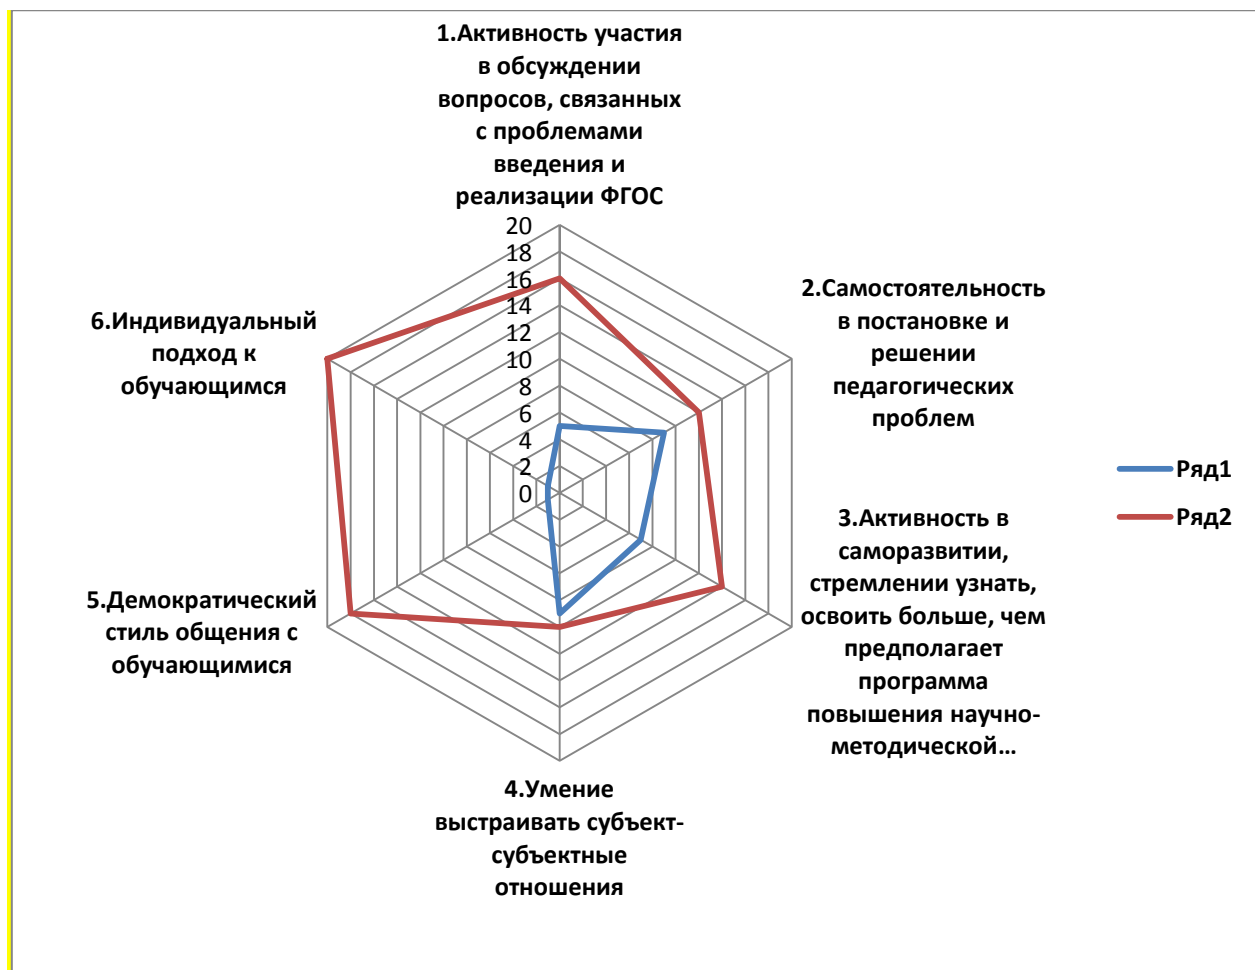 1.Активность участия
в обсуждении
вопросов, связанных
с проблемами
введения и
реализации ФГОС
20
18
16
14
12
10
8
6
4
2
0
2.Самостоятельность
в постановке и
решении
педагогических
проблем
3.Активность в
саморазвитии,
стремлении узнать,
освоить больше, чем
предполагает
программа
повышения научно-
методической…
4.Умение
выстраивать субъект-
субъектные
отношения
5.Демократический
стиль общения с
обучающимися
6.Индивидуальный
подход к
обучающимся
Ряд1
Ряд2